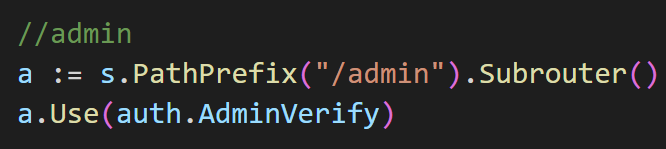 //admin
a := s.PathPrefix("/admin").Subrouter()
a.Use(auth.AdminVerify)